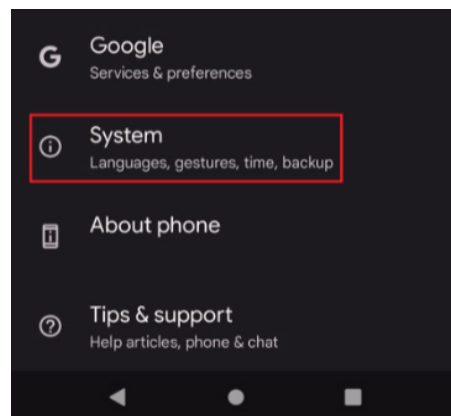 Google
Services & preferences
System
Languages, gestures, time, backup
About phone
Tips & support
Help articles, phone & chat